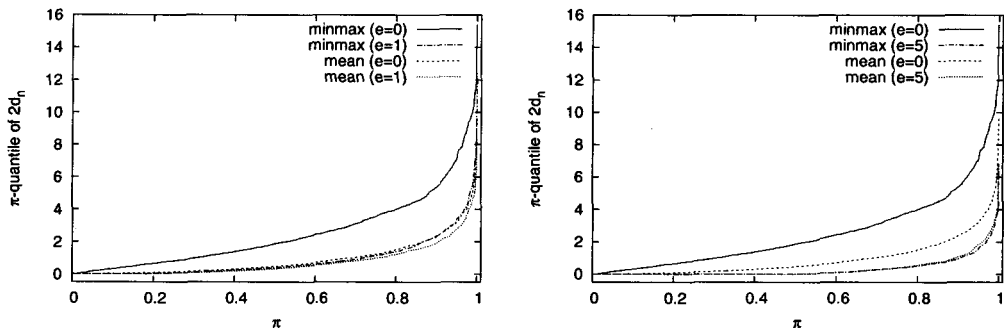 16
14
12
10
8
6
4
2
0
π-quantile of 2dn
minmax (e=0)
minmax (e=1)
mean (e=0)
mean (e=1)
0 0.2 0.4 0.6 0.8 1
π
16
14
12
10
8
6
4
2
0
π-quantile of 2dn
minmax (e=0)
minmax (e=5)
mean (e=0)
mean (e=5)
0 0.2 0.4 0.6 0.8 1
π